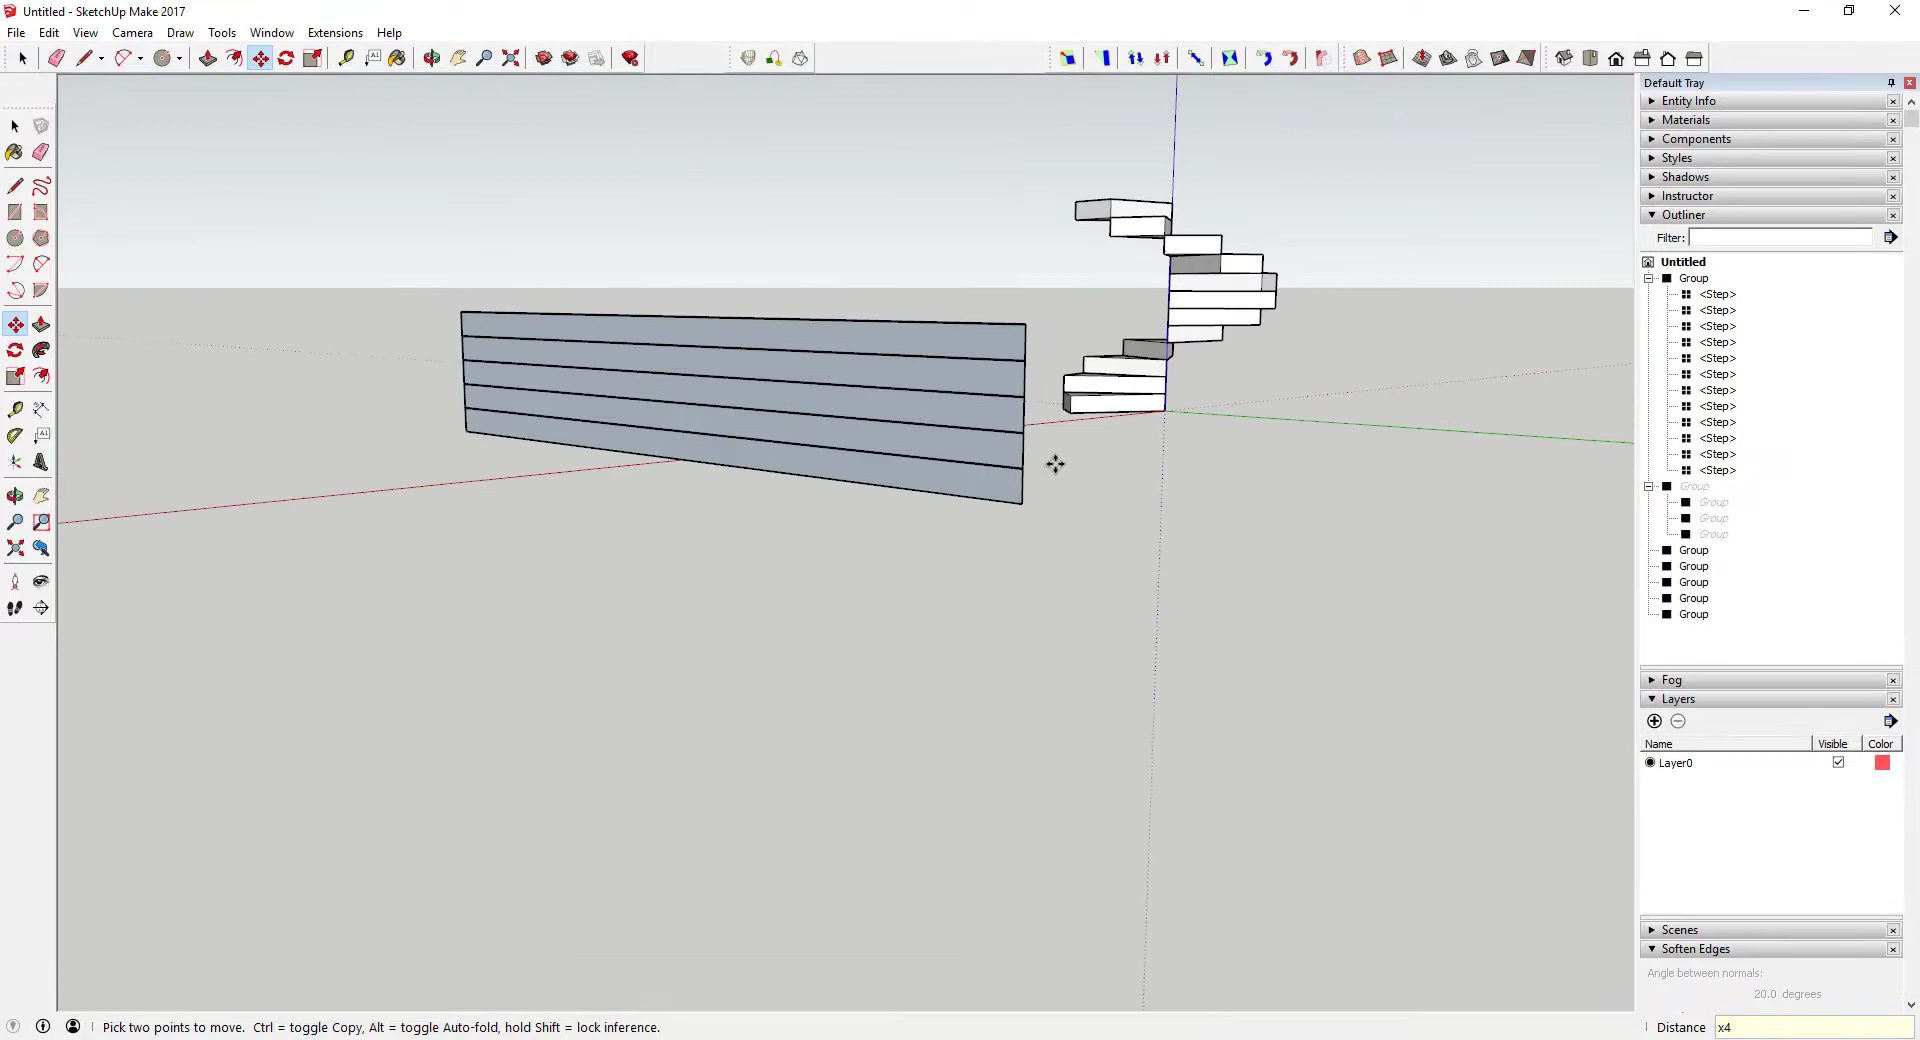 Untitled - SketchUp Make 2017
File Edit View Camera Draw Tools Window Extensions Help
Default Tray
Entity Info
Materials
Components
Styles
Shadows
Instructor
Outliner
Filter:
Untitled
Group
<Step>
<Step>
<Step>
<Step>
<Step>
<Step>
<Step>
<Step>
<Step>
<Step>
<Step>
<Step>
Group
Group
Group
Group
Group
Group
Group
Group
Group
Fog
Layers
Name Visible Color
Layer0
Scenes
Soften Edges
Angle between normals:
20.0 degrees
Pick two points to move. Ctrl = toggle Copy, Alt = toggle Auto-fold, hold Shift = lock inference.
Distance x4